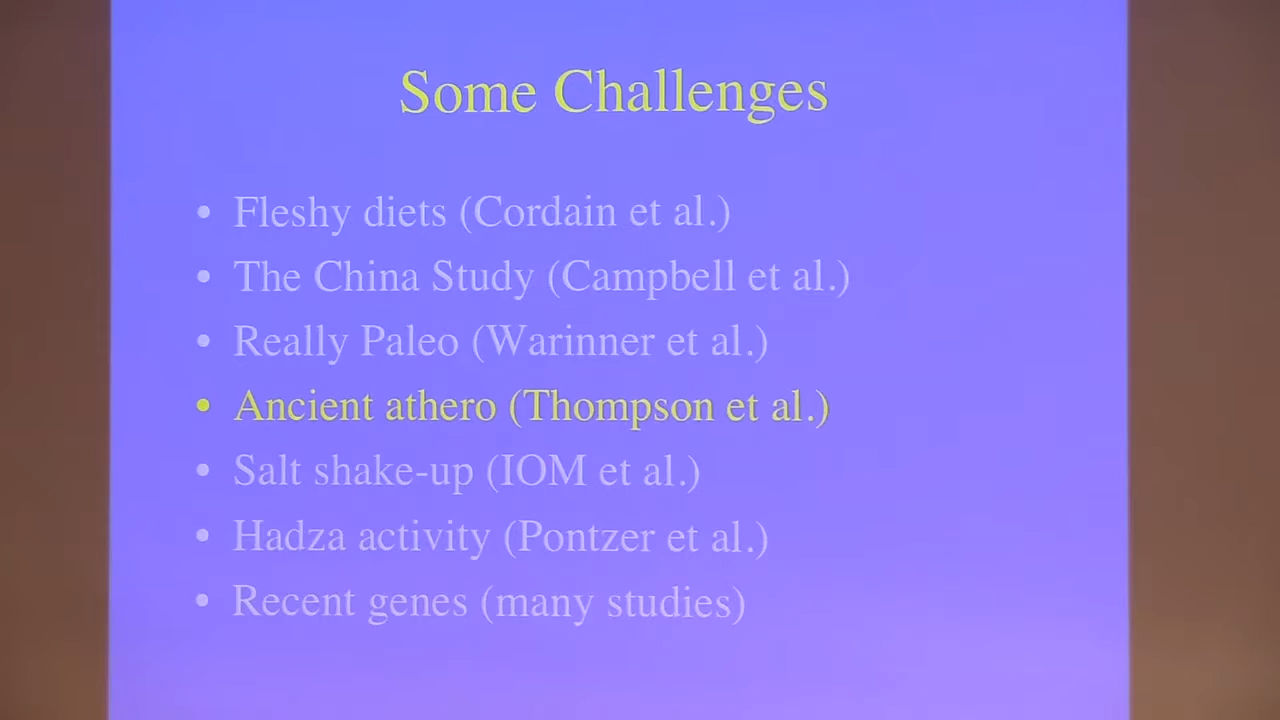 Some Challenges
• Fleshy diets (Cordain et al.)
• The China Study (Campbell et al.)
• Really Paleo (Warinner et al.)
• Ancient athero (Thompson et al.)
• Salt shake-up (IOM et al.)
• Hadza activity (Pontzer et al.)
• Recent genes (many studies)